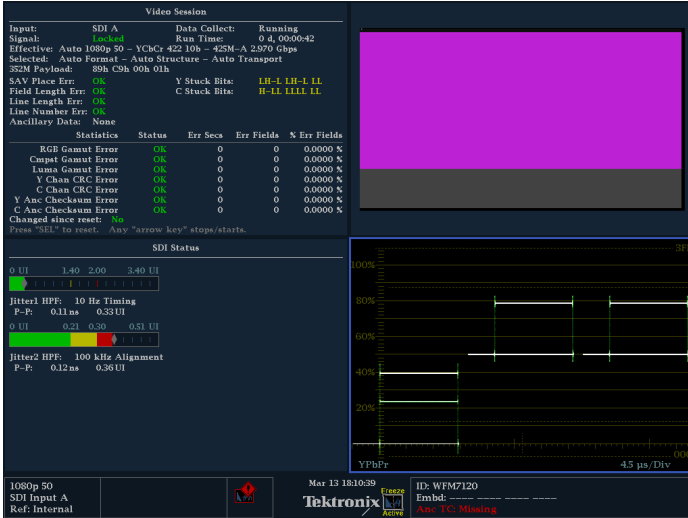 Video Session
Input: SDI A Data Collect: Running
Signal: Locked Run Time: 0 d, 00:00:42
Effective: Auto 1080p 50 – YCbCr 422 10b – 425M–A 2.970 Gbps
Selected: Auto Format – Auto Structure – Auto Transport
352M Payload: 89h C9h 00h 01h
SAV Place Err: OK Y Stuck Bits: LH–L LH–L LL
Field Length Err: OK C Stuck Bits: H–LL LLLL LL
Line Length Err: OK
Line Number Err: OK
Ancillary Data: None
Statistics Status Err Secs Err Fields % Err Fields
RGB Gamut Error OK 0 0 0.0000 %
Cmpst Gamut Error OK 0 0 0.0000 %
Luma Gamut Error OK 0 0 0.0000 %
Y Chan CRC Error OK 0 0 0.0000 %
C Chan CRC Error OK 0 0 0.0000 %
Y Anc Checksum Error OK 0 0 0.0000 %
C Anc Checksum Error OK 0 0 0.0000 %
Changed since reset: No
Press "SEL" to reset. Any "arrow key" stops/starts.
SDI Status
0 UI 1.40 2.00 3.40 UI
Jitter1 HPF: 10 Hz Timing
P–P: 0.11 ns 0.33 UI
0 UI 0.21 0.30 0.51 UI
Jitter2 HPF: 100 kHz Alignment
P–P: 0.12 ns 0.36 UI
100%
80%
60%
40%
20%
YPbPr
4.5 µs/Div
1080p 50
SDI Input A
Ref: Internal
Mar 13 18:10:39
Tektronix
Freeze
Active
ID: WFM7120
Embd: –––– –––– –––– ––––
Anc TC: Missing